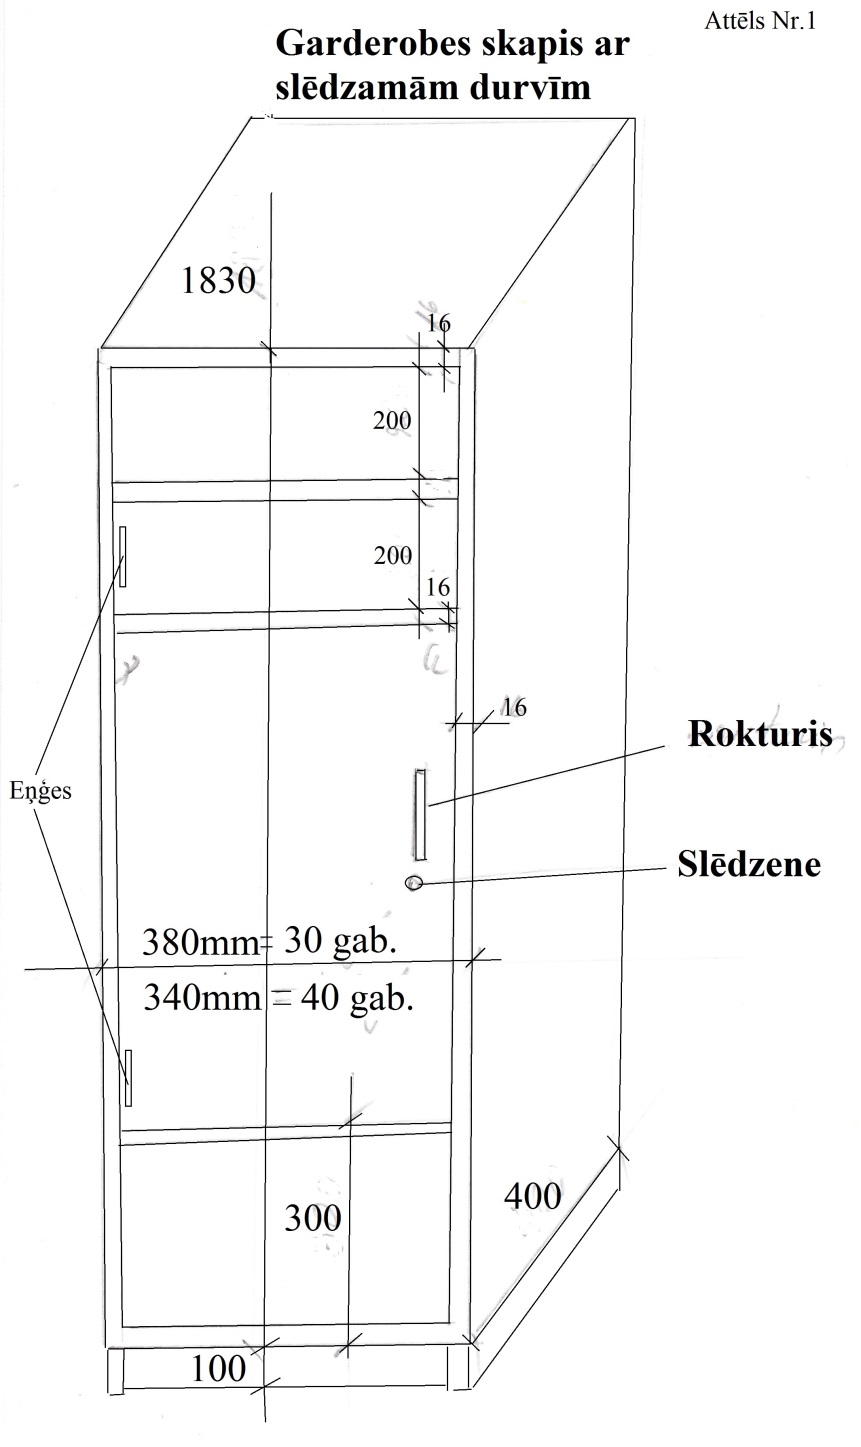 Attēls Nr.1
Garderobes skapis ar
slēdzamām durvīm
1830
16
200
200
16
16
Rokturis
Eņģes
Slēdzene
380mm= 30 gab.
340mm = 40 gab.
400
300
100